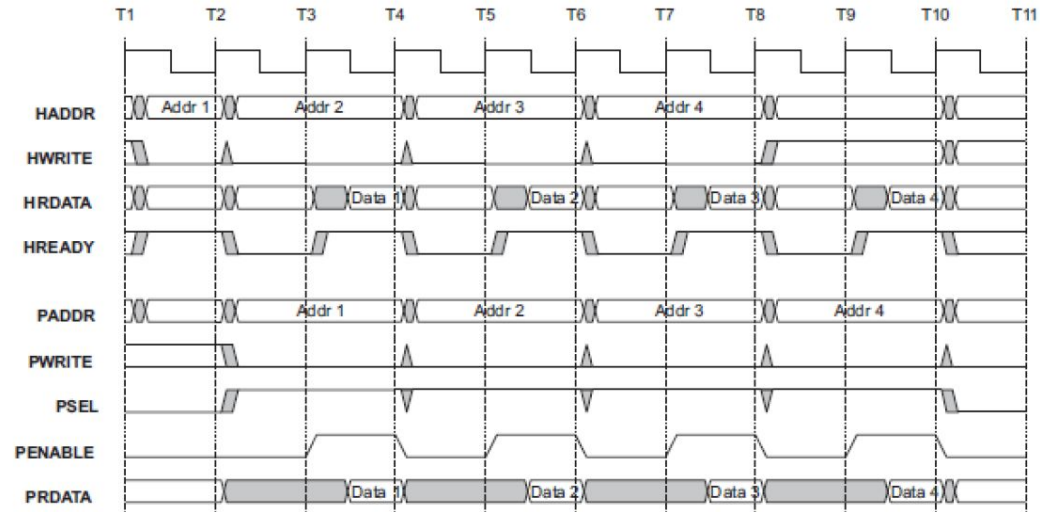 T1 T2 T3 T4 T5 T6 T7 T8 T9 T10 T11
HADDR Addr 1 Addr 2 Addr 3 Addr 4
HWRITE
HRDATA Data 1 Data 2 Data 3 Data 4
HREADY
PADDR Addr 1 Addr 2 Addr 3 Addr 4
PWRITE
PSEL
PENABLE
PRDATA Data 1 Data 2 Data 3 Data 4